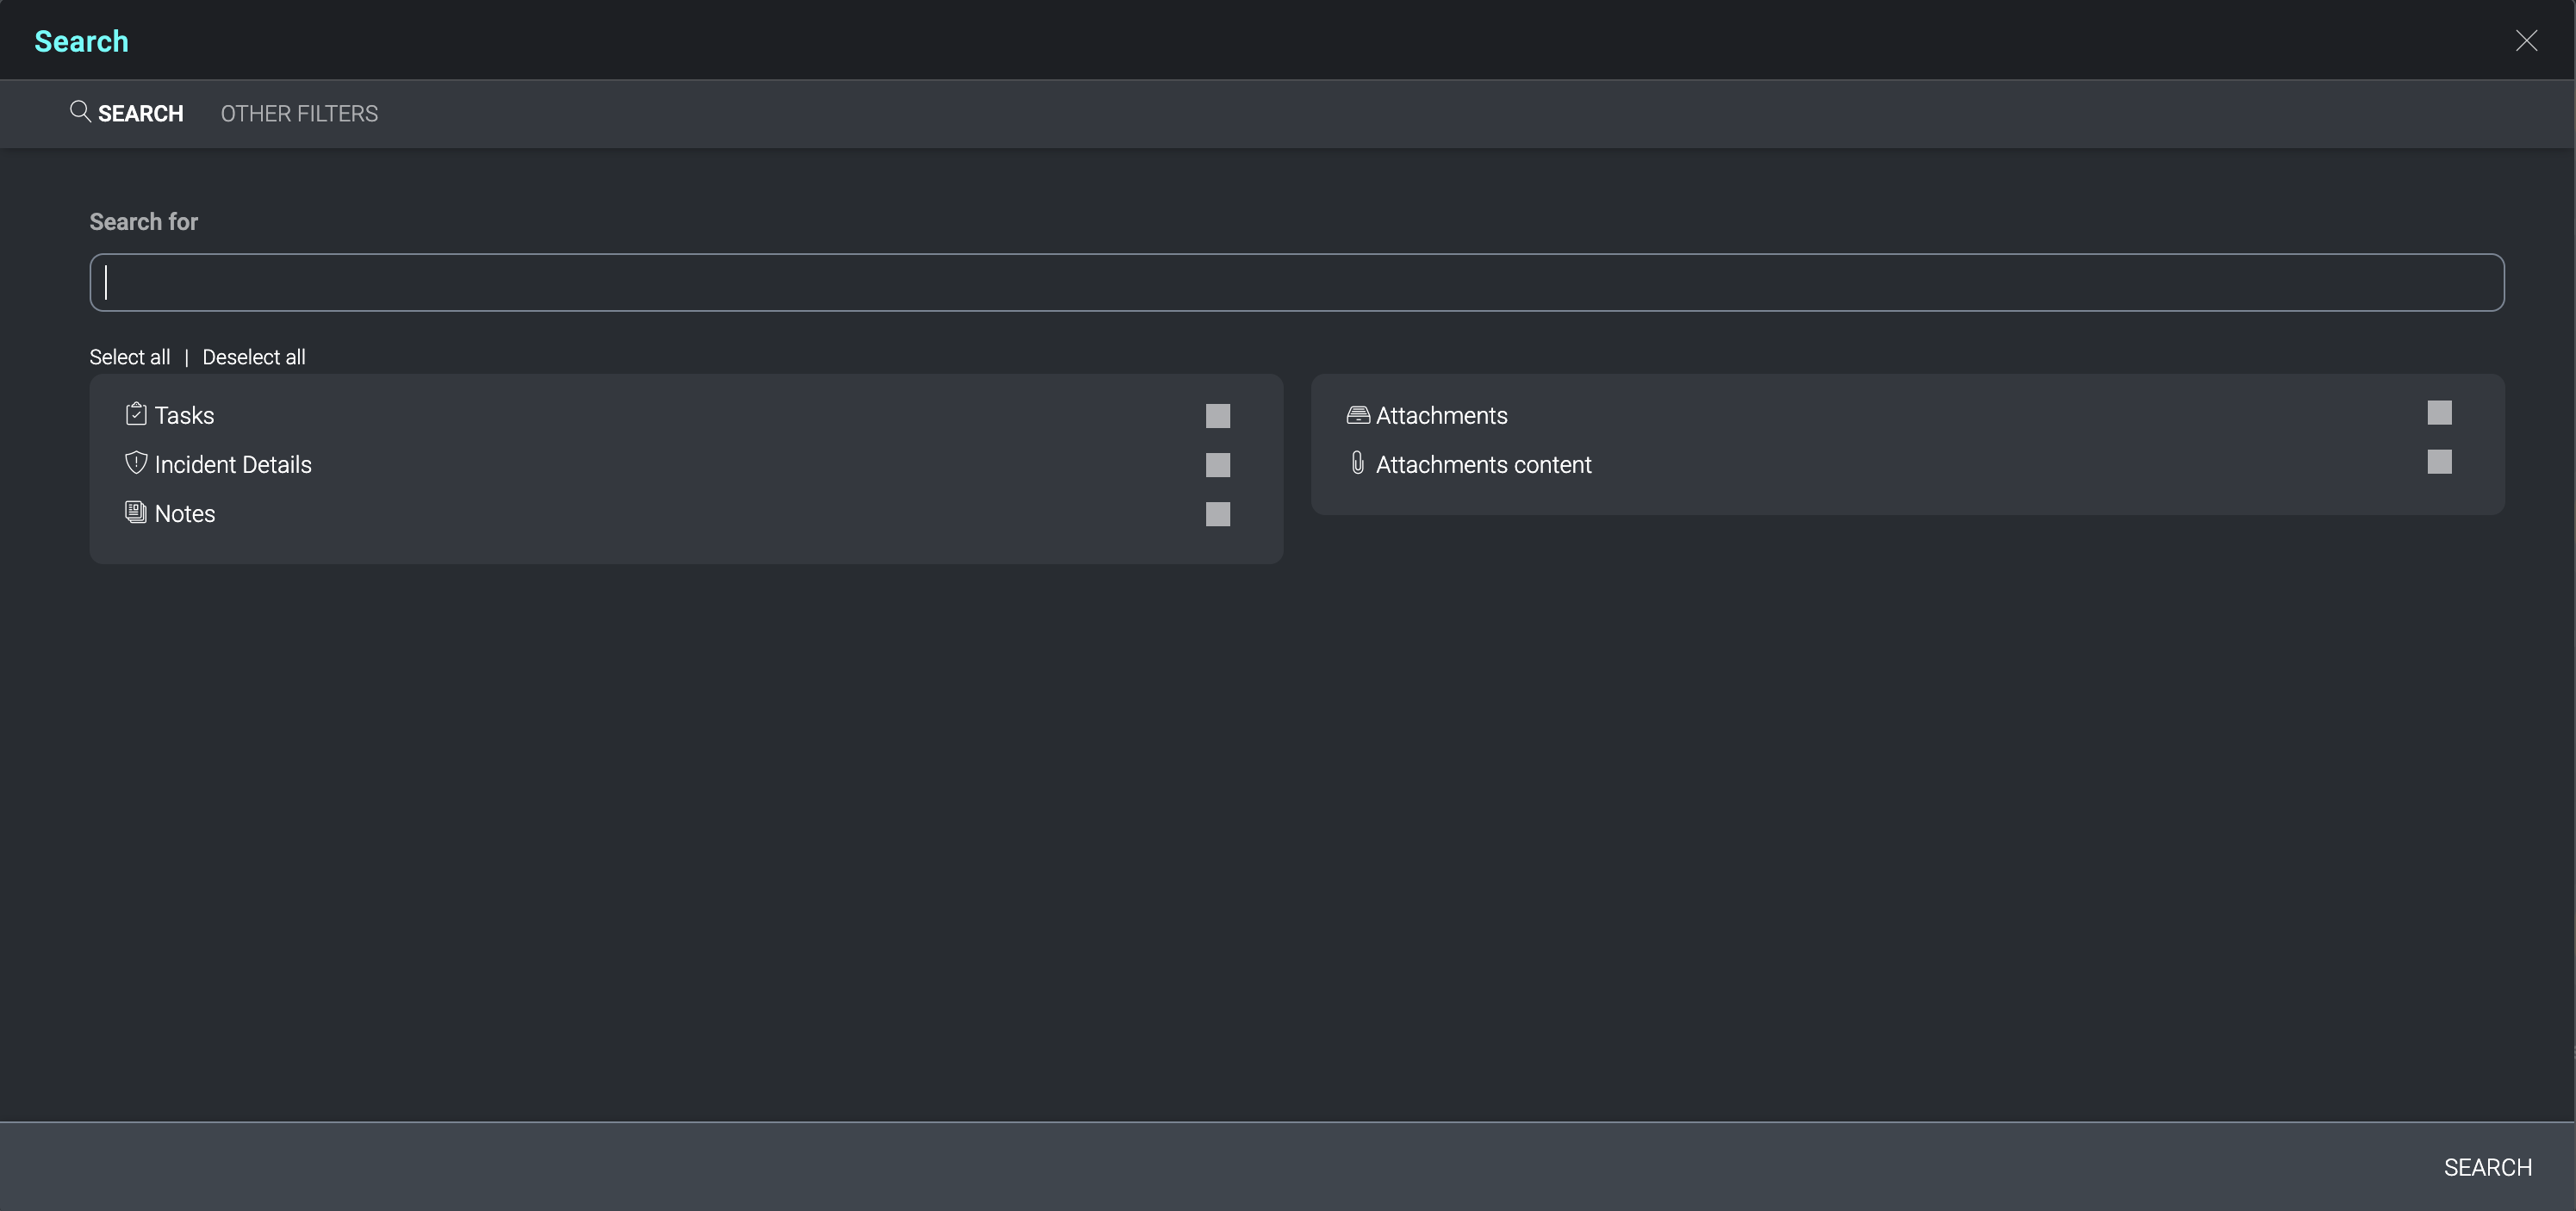 Search
SEARCH OTHER FILTERS
Search for
Select all | Deselect all
Tasks
Incident Details
Notes
Attachments
Attachments content
SEARCH